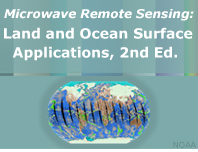 Microwave Remote Sensing:
Land and Ocean Surface
Applications, 2nd Ed.
NOAA